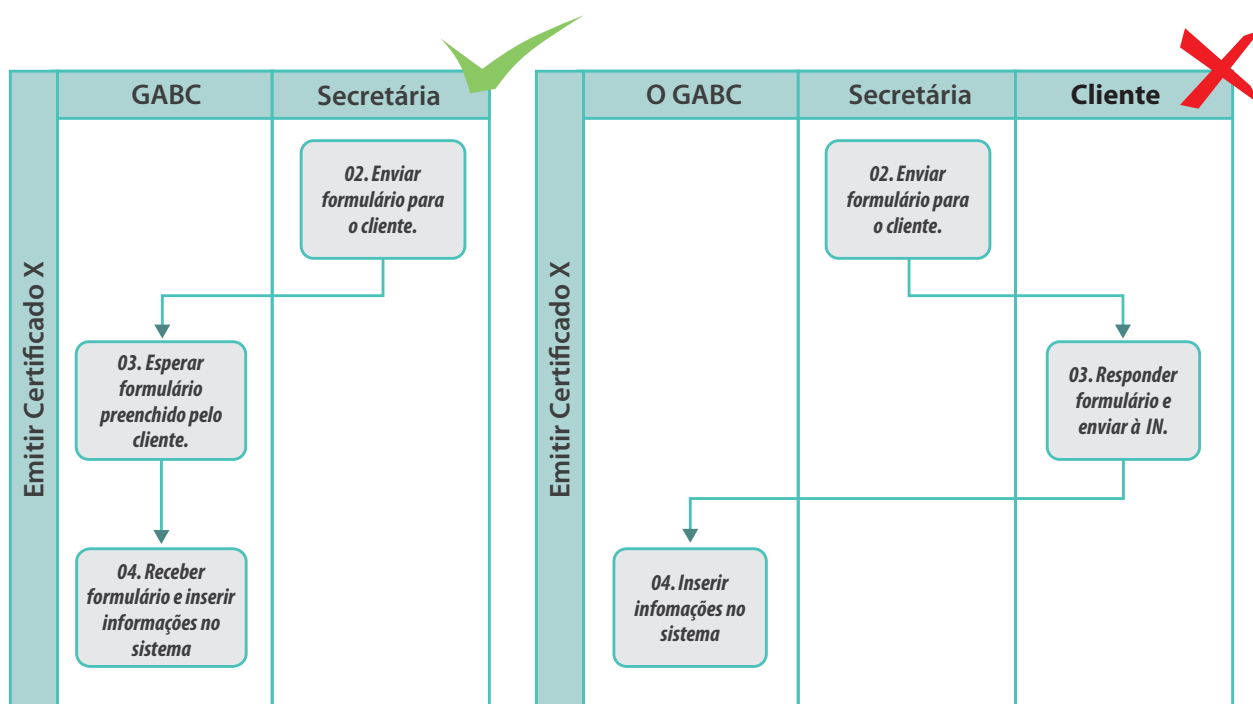 Emitir Certificado X
GABC
Secretária
02. Enviar
formulário para
o cliente.
03. Esperar
formulário
preenchido pelo
cliente.
04. Receber
formulário e inserir
informações no
sistema
Emitir Certificado X
O GABC
Secretária
Cliente
02. Enviar
formulário para
o cliente.
03. Responder
formulário e
enviar à IN.
04. Inserir
infomações no
sistema